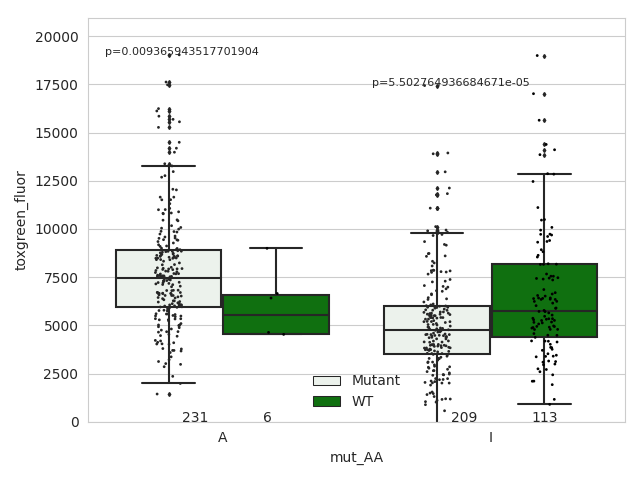 20000
p=0.009365943517701904
17500
p=5.502764936684671e-05
15000
12500
10000
7500
5000
2500
0
toxgreen_fluor
Mutant
WT
231 6 209 113
A I
mut_AA